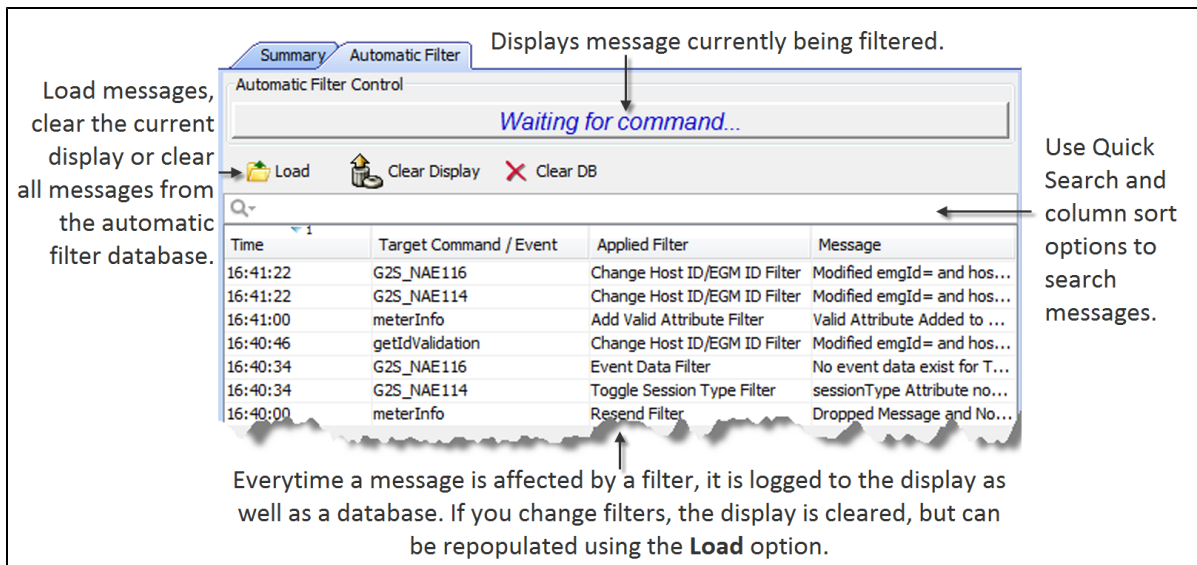 Displays message currently being filtered.
Summary
Automatic Filter
Automatic Filter Control
Waiting for command...
Load messages,
clear the current
display or clear
all messages from
the automatic
filter database.
Load
Clear Display
Clear DB
Use Quick
Search and
column sort
options to
search
messages.
1
Time Target Command / Event Applied Filter Message
16:41:22 G2S_NAE116 Change Host ID/EGM ID Filter Modified emgId= and hos...
16:41:22 G2S_NAE114 Change Host ID/EGM ID Filter Modified emgId= and hos...
16:41:00 meterInfo Add Valid Attribute Filter Valid Attribute Added to ...
16:40:46 getIdValidation Change Host ID/EGM ID Filter Modified emgId= and hos...
16:40:34 G2S_NAE116 Event Data Filter No event data exist for T...
16:40:34 G2S_NAE114 Toggle Session Type Filter sessionType Attribute no...
16:40:00 meterInfo Resend Filter Dropped Message and No...
Everytime a message is affected by a filter, it is logged to the display as
well as a database. If you change filters, the display is cleared, but can
be repopulated using the Load option.